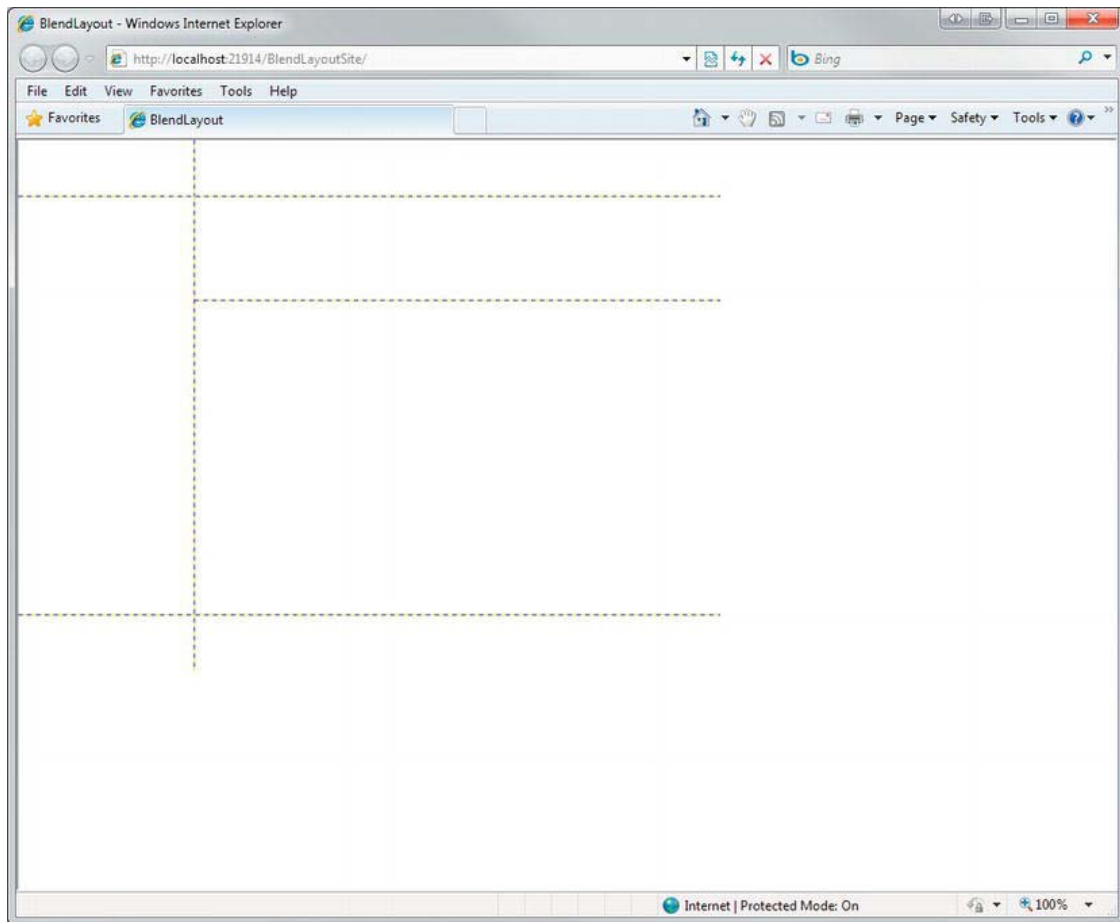 BlendLayout - Windows Internet Explorer
http://localhost:21914/BlendLayoutSite/
Bing
File Edit View Favorites Tools Help
Favorites
BlendLayout
Page
Safety
Tools
Internet | Protected Mode: On
100%